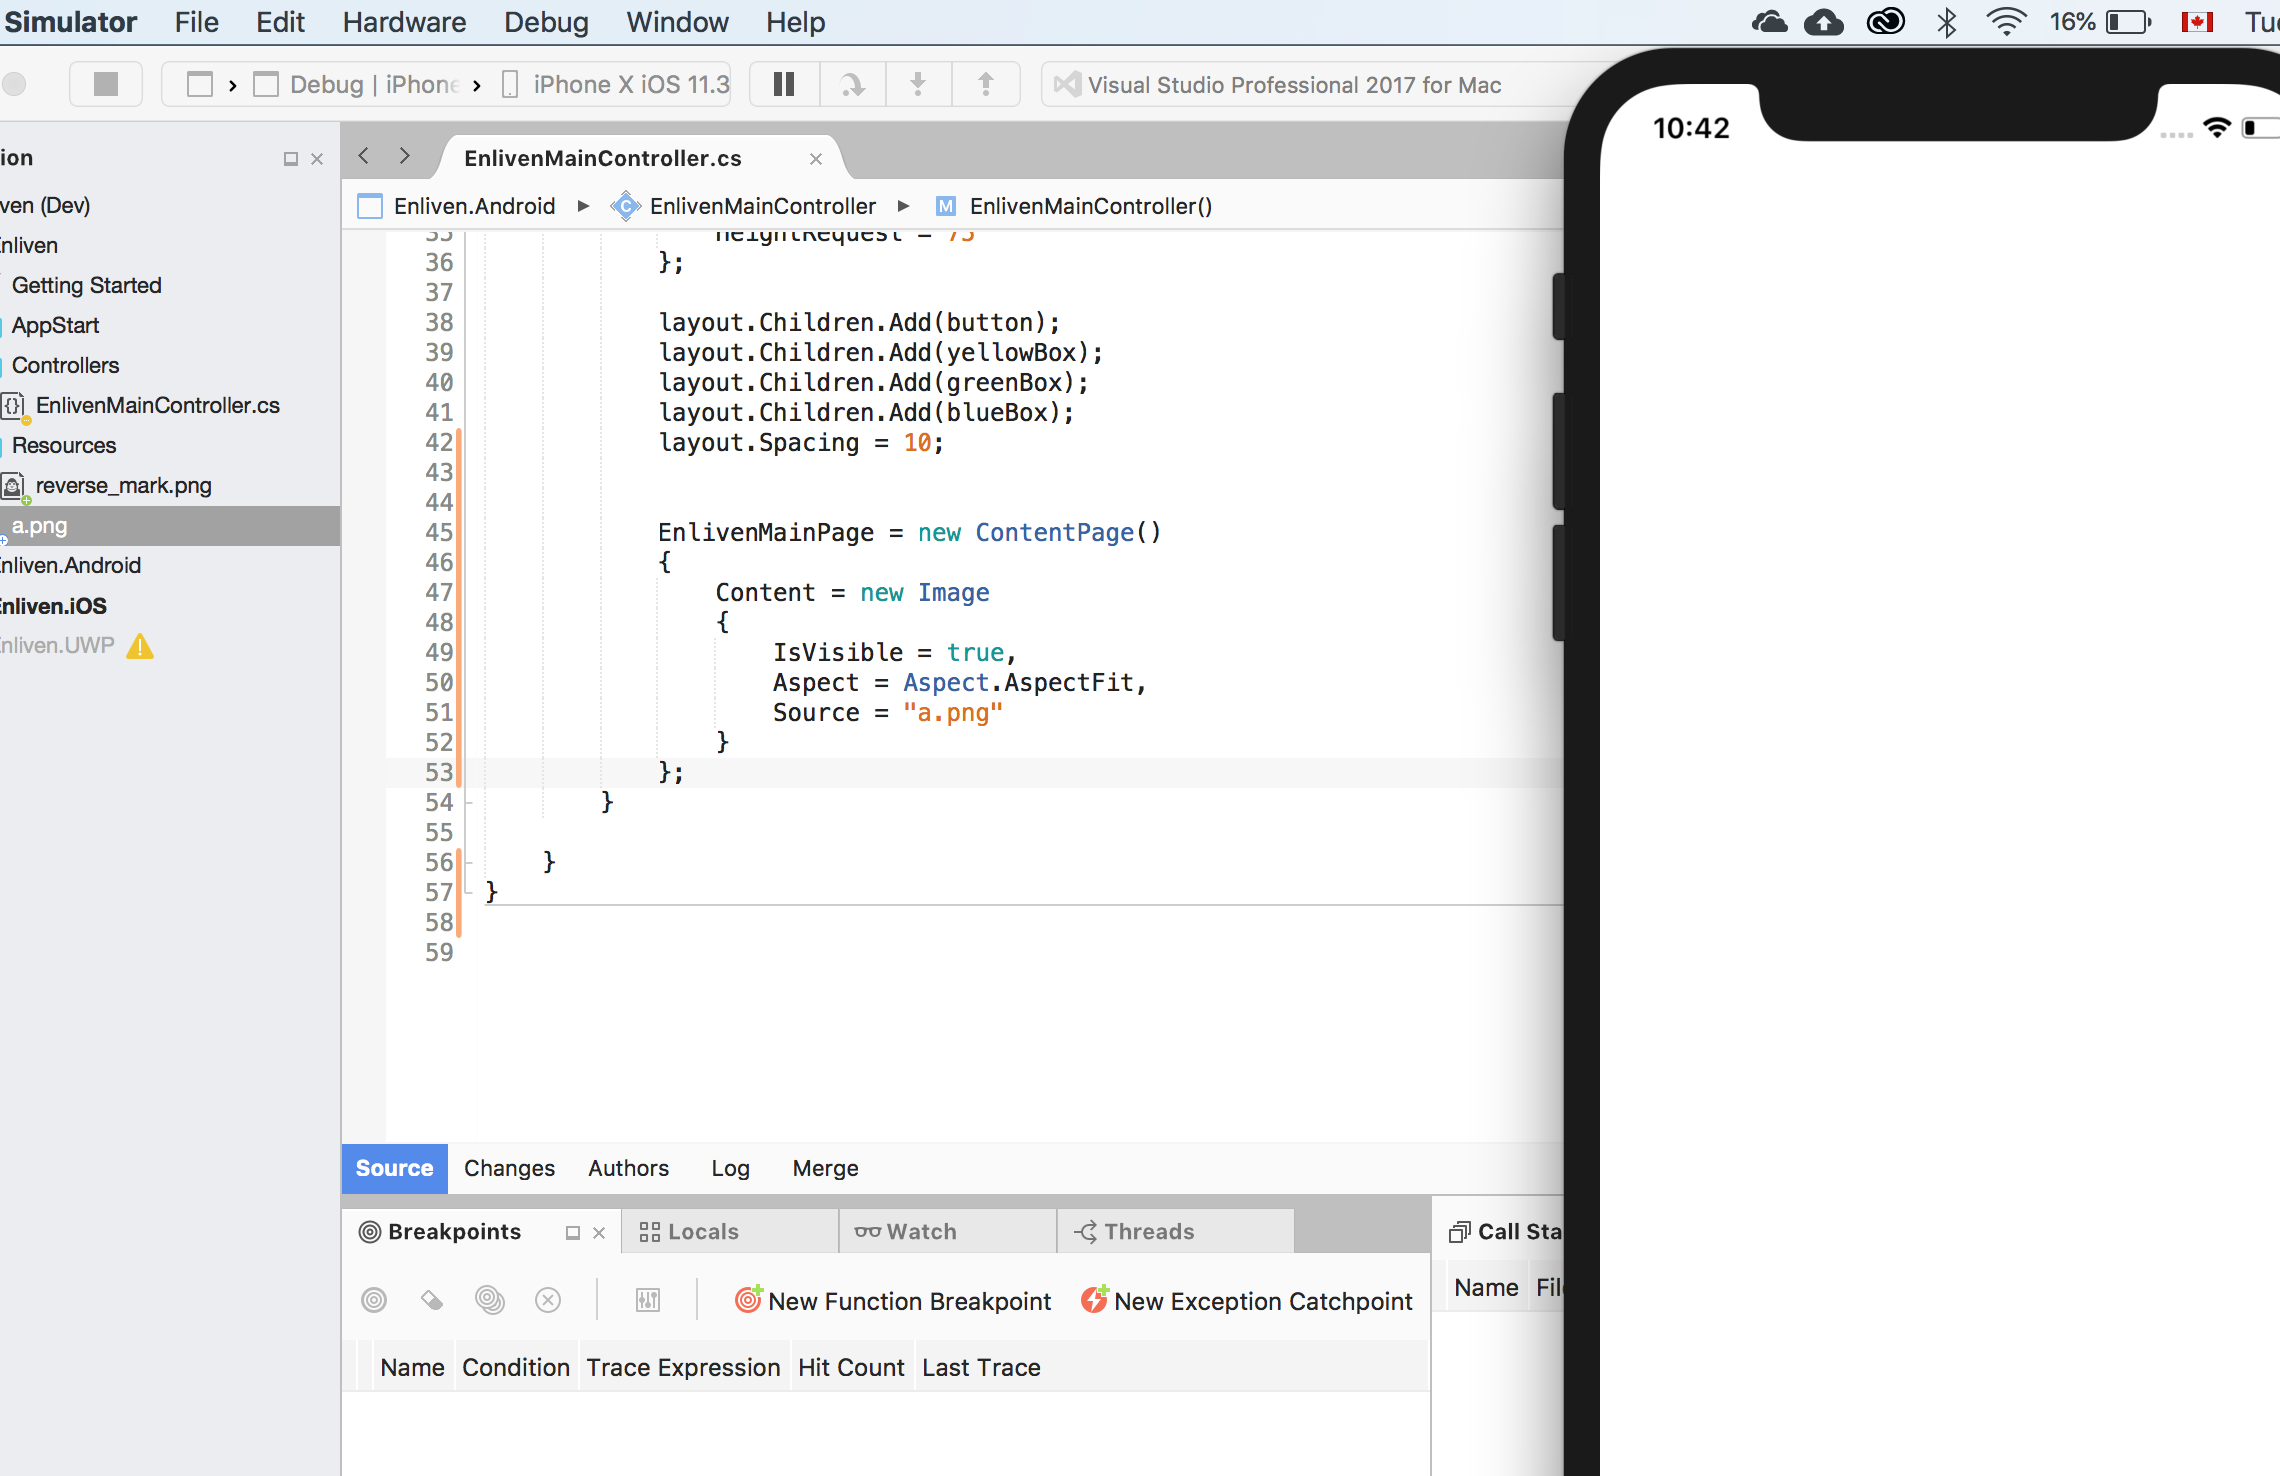 Simulator File Edit Hardware Debug Window Help 16%
Debug | iPhone iPhone X iOS 11.3 Visual Studio Professional 2017 for Mac
10:42
ion
EnlivenMainController.cs
ven (Dev)
Enliven.Android EnlivenMainController M EnlivenMainController()
nliven
Getting Started
AppStart
Controllers
EnlivenMainController.cs
Resources
reverse_mark.png
a.png
nliven.Android
nliven.iOS
nliven.UWP
35 HeightRequest = 75
36 };
37
38 layout.Children.Add(button);
39 layout.Children.Add(yellowBox);
40 layout.Children.Add(greenBox);
41 layout.Children.Add(blueBox);
42 layout.Spacing = 10;
43
44
45 EnlivenMainPage = new ContentPage()
46 {
47 Content = new Image
48 {
49 IsVisible = true,
50 Aspect = Aspect.AspectFit,
51 Source = "a.png"
52 }
53 };
54 }
55
56 }
57 }
58
59
Source Changes Authors Log Merge
Breakpoints Locals Watch Threads Call Sta
New Function Breakpoint New Exception Catchpoint
Name Fil
Name Condition Trace Expression Hit Count Last Trace